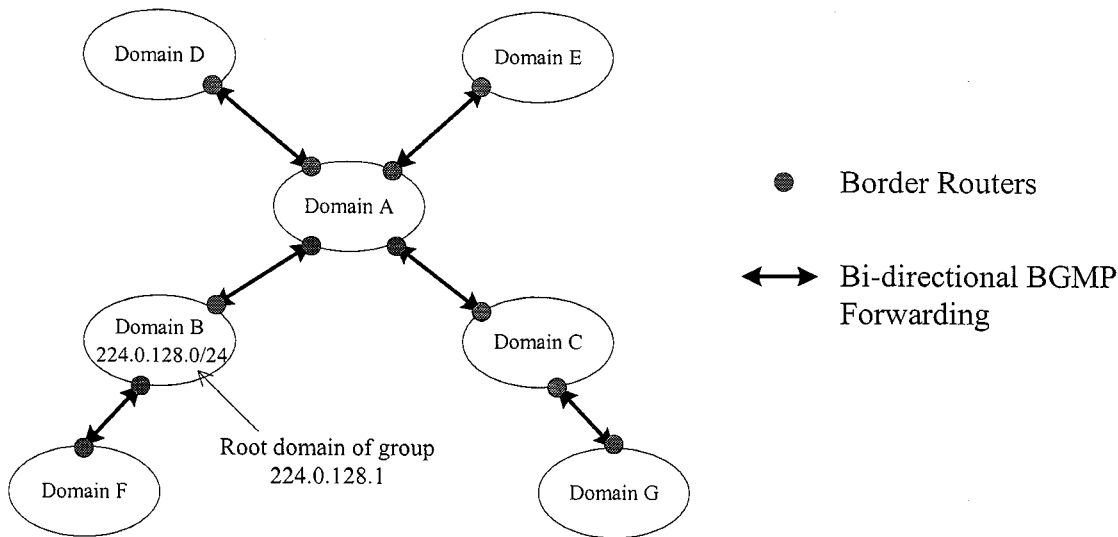 Domain D
Domain E
Domain A
Border Routers
Bi-directional BGMP
Forwarding
Domain B
224.0.128.0/24
Domain C
Root domain of group
224.0.128.1
Domain F
Domain G